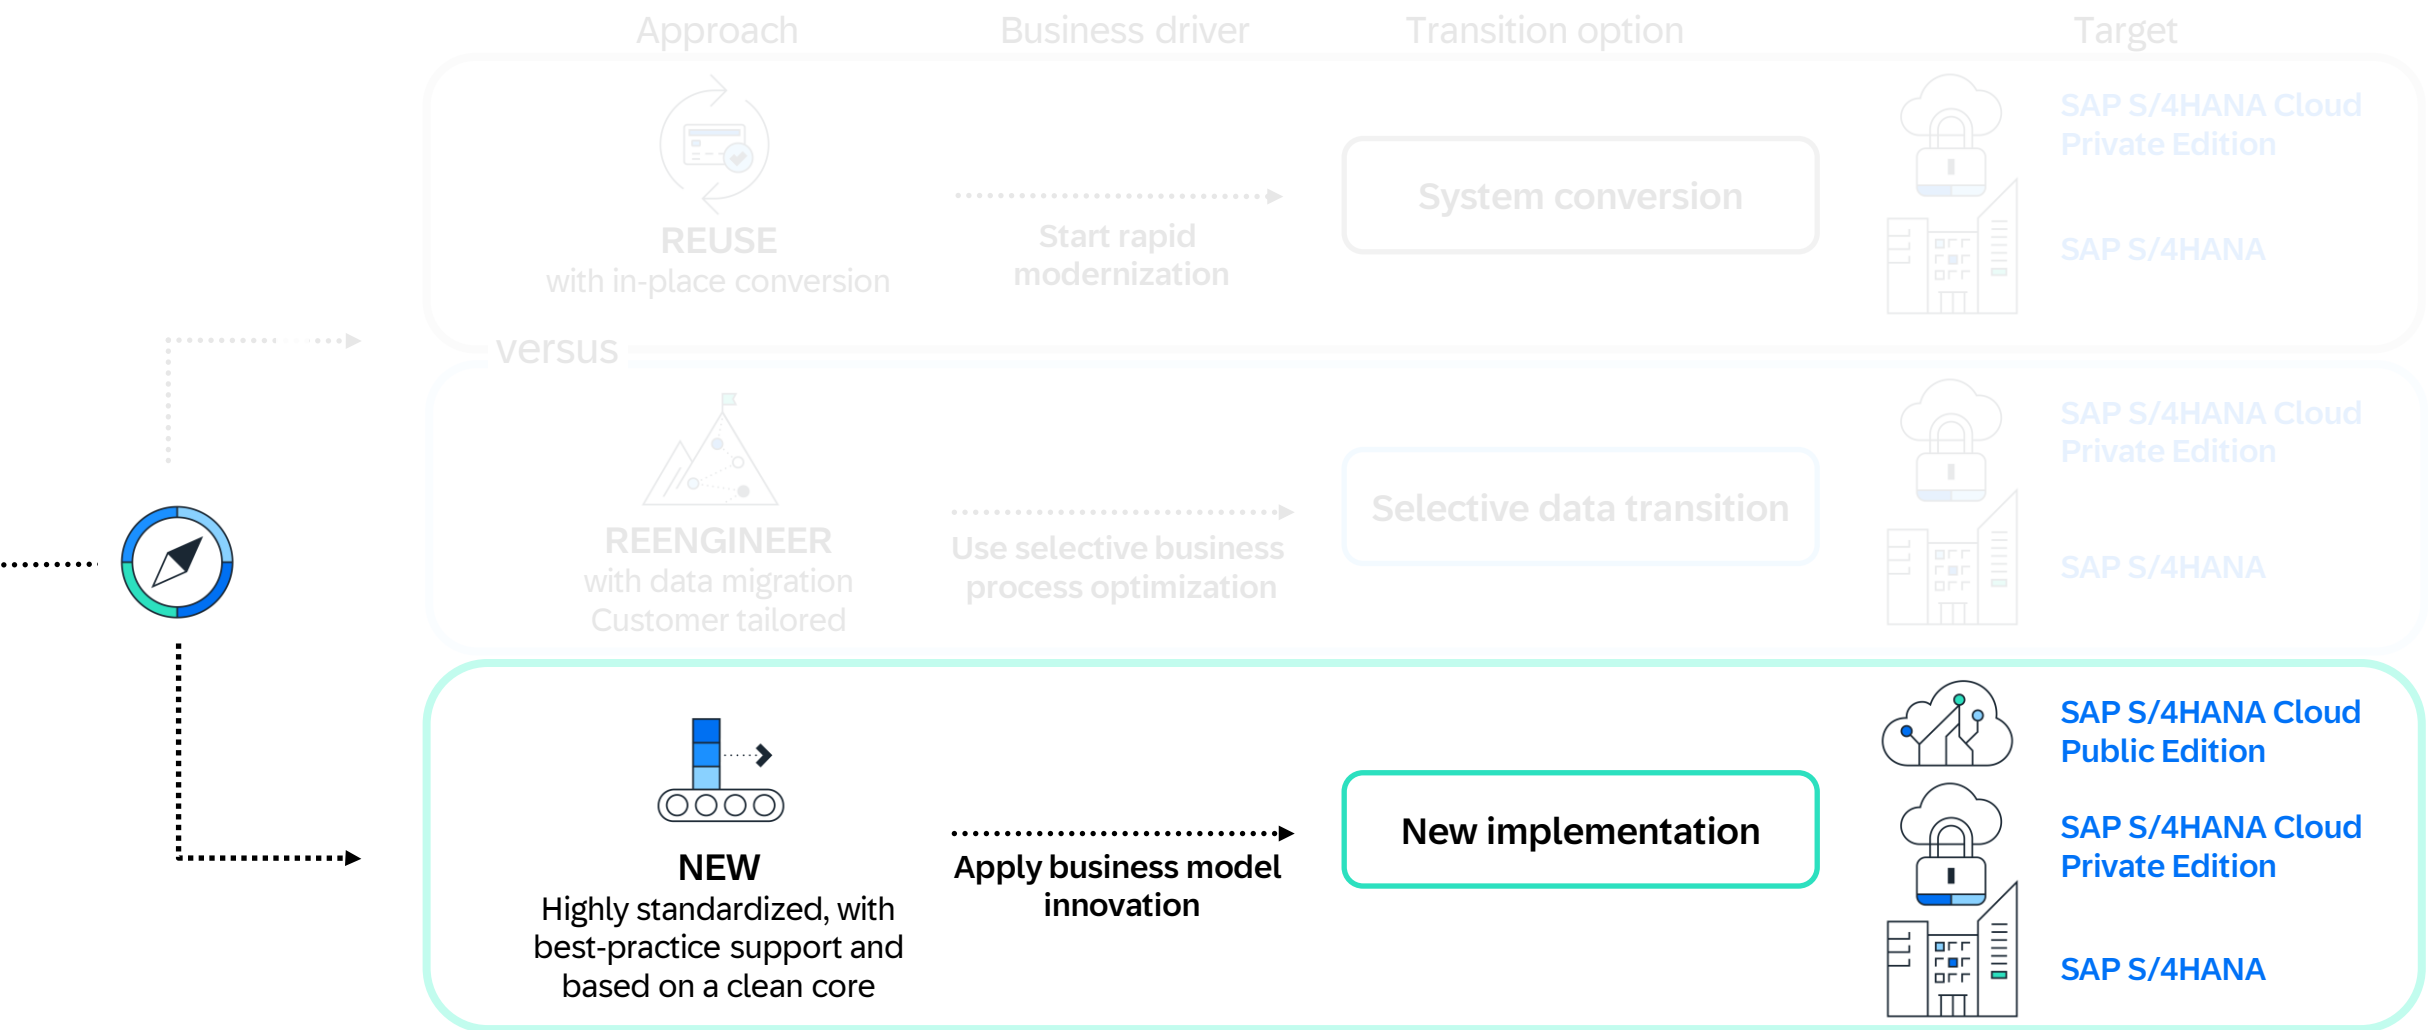 Approach
Business driver
Transition option
Target
REUSE
with in-place conversion
Start rapid
modernization
System conversion
SAP S/4HANA Cloud
Private Edition
SAP S/4HANA
versus
REENGINEER
with data migration
Customer tailored
Use selective business
process optimization
Selective data transition
SAP S/4HANA Cloud
Private Edition
SAP S/4HANA
NEW
Highly standardized, with
best-practice support and
based on a clean core
Apply business model
innovation
New implementation
SAP S/4HANA Cloud
Public Edition
SAP S/4HANA Cloud
Private Edition
SAP S/4HANA